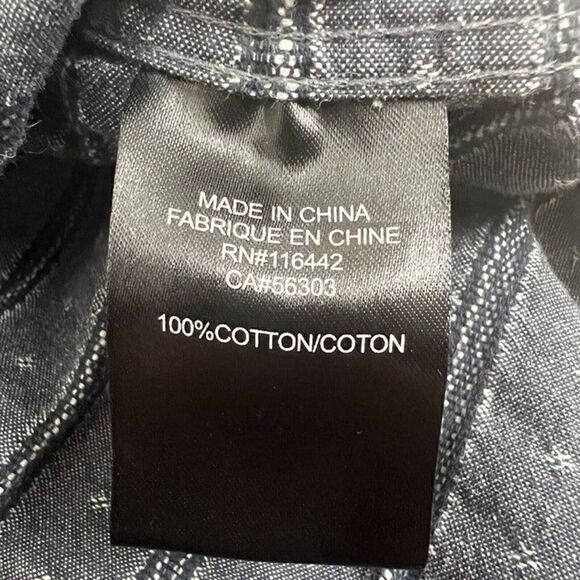 MADE IN CHINA
FABRIQUE EN CHINE
RN#116442
CA#56303
100%COTTON/COTON